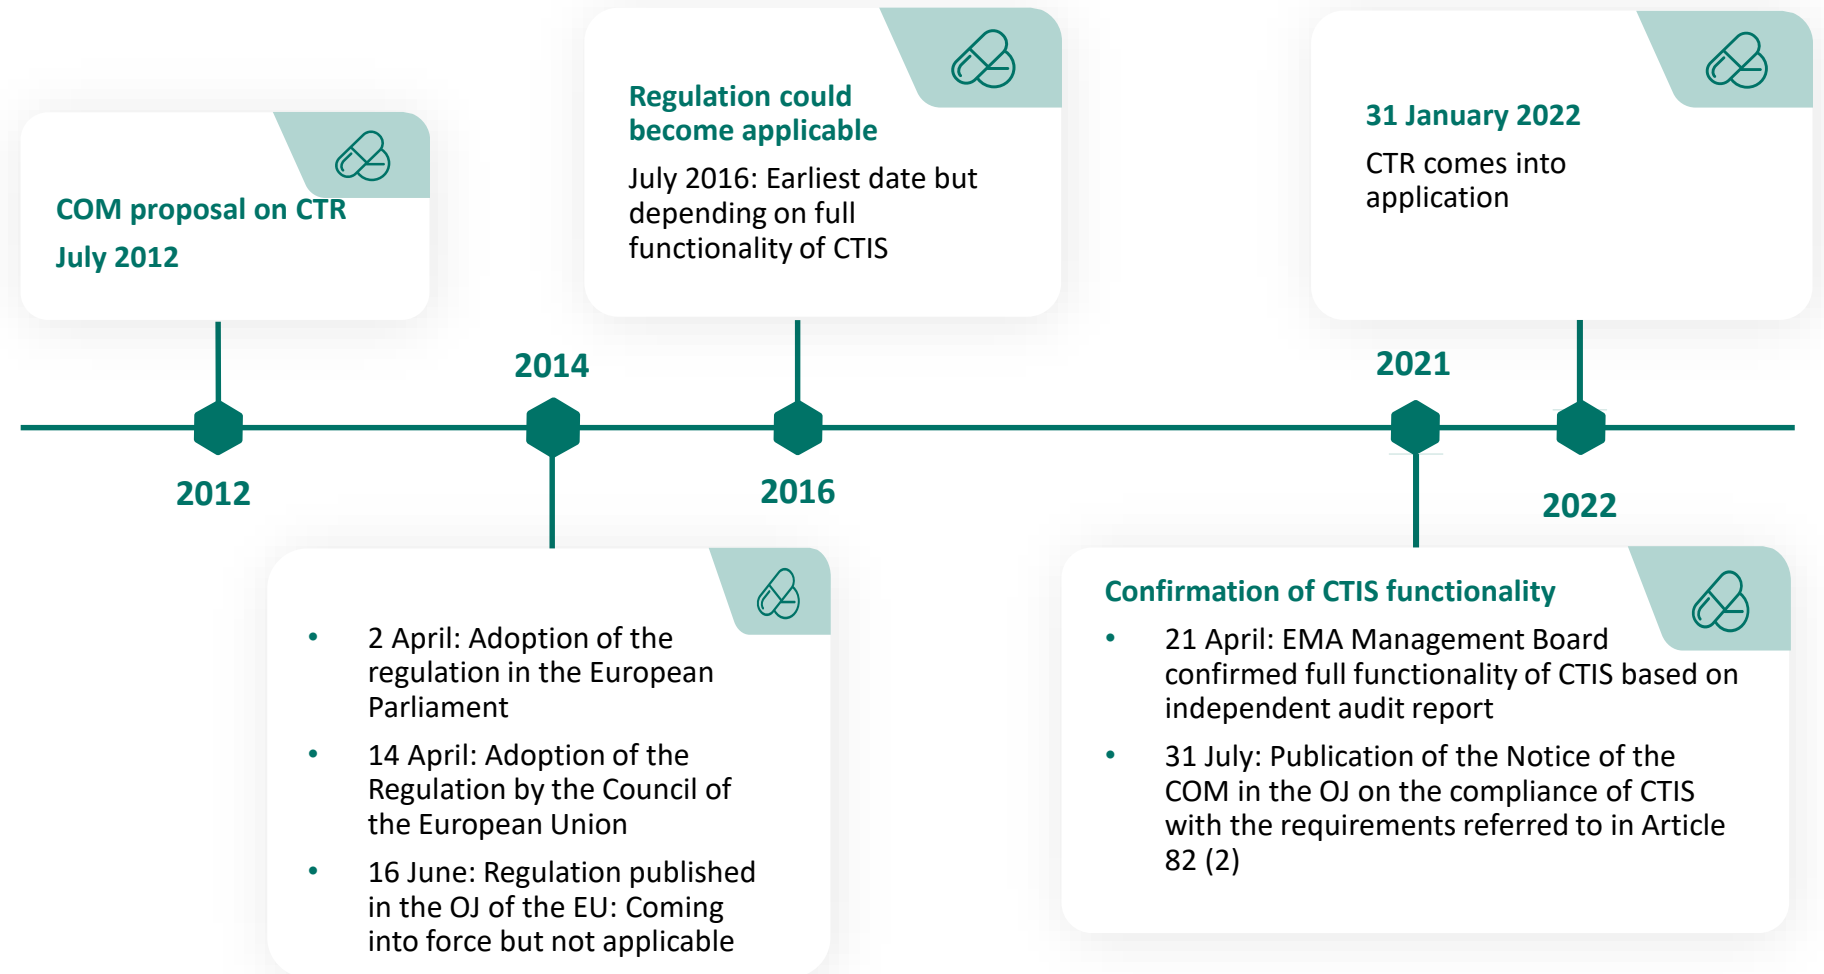 COM proposal on CTR
July 2012
2012
2014
• 2 April: Adoption of the
regulation in the European
Parliament
• 14 April: Adoption of the
Regulation by the Council of
the European Union
• 16 June: Regulation published
in the OJ of the EU: Coming
into force but not applicable
Regulation could
become applicable
July 2016: Earliest date but
depending on full
functionality of CTIS
2016
2021
Confirmation of CTIS functionality
• 21 April: EMA Management Board
confirmed full functionality of CTIS based on
independent audit report
• 31 July: Publication of the Notice of the
COM in the OJ on the compliance of CTIS
with the requirements referred to in Article
82 (2)
31 January 2022
CTR comes into
application
2022